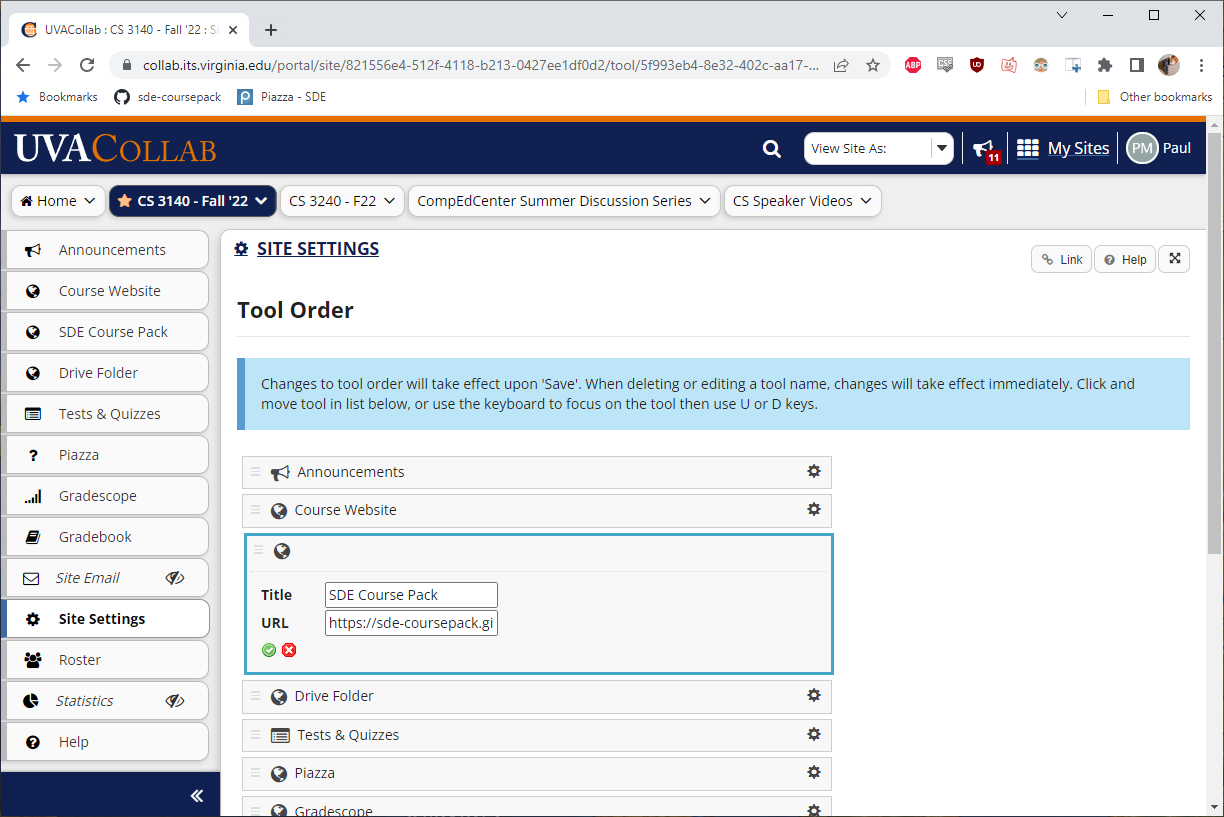 UVACollab : CS 3140 - Fall '22 : Si
collab.its.virginia.edu/portal/site/821556e4-512f-4118-b213-0427ee1df0d2/tool/5f993eb4-8e32-402c-aa17-...
ABP
CSS
Bookmarks
sde-coursepack
Piazza - SDE
Other bookmarks
UVACOLLAB
View Site As:
11
My Sites
PM
Paul
Home
CS 3140 - Fall '22
CS 3240 - F22
CompEdCenter Summer Discussion Series
CS Speaker Videos
Announcements
Course Website
SDE Course Pack
Drive Folder
Tests & Quizzes
Piazza
Gradescope
Gradebook
Site Email
Site Settings
Roster
Statistics
Help
SITE SETTINGS
Link
Help
Tool Order
Changes to tool order will take effect upon 'Save'. When deleting or editing a tool name, changes will take effect immediately. Click and
move tool in list below, or use the keyboard to focus on the tool then use U or D keys.
Announcements
Course Website
Title
SDE Course Pack
URL
https://sde-coursepack.gi
Drive Folder
Tests & Quizzes
Piazza
Gradescope